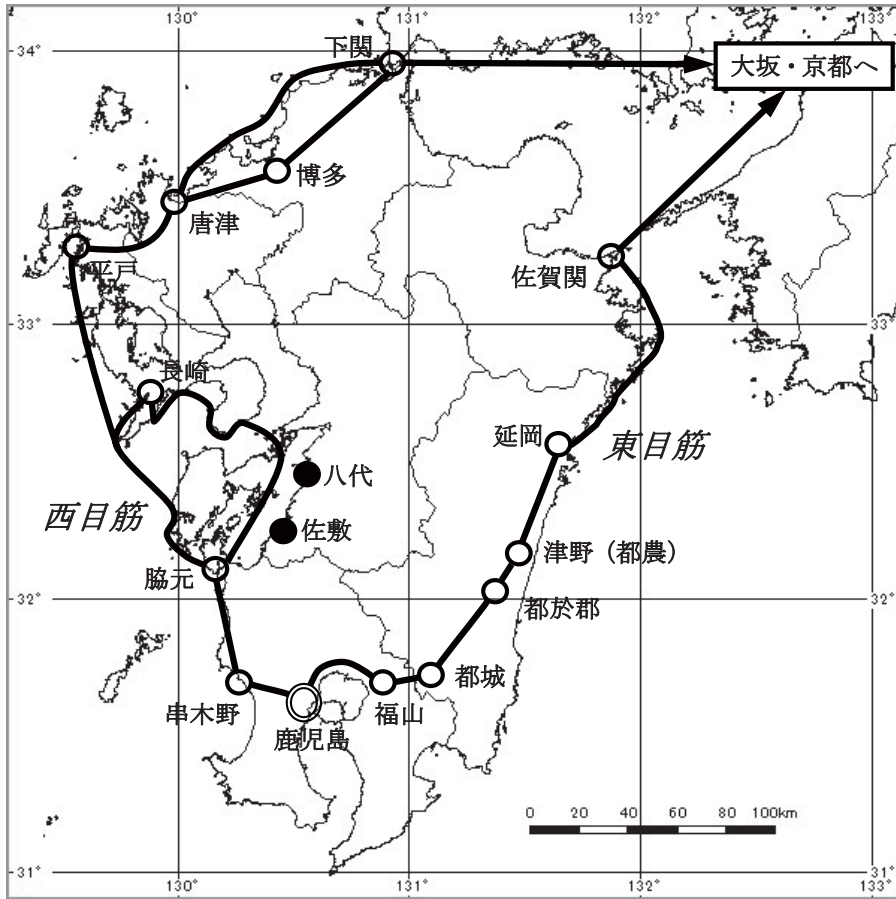 130°
131°
132°
133°
34°
下関
大坂・京都へ
博多
唐津
平戸
佐賀関
33°
33°
長崎
延岡
東目筋
八代
西目筋
佐敷
津野（都農）
脇元
32°
32°
都於郡
都城
串木野
福山
鹿児島
0 20 40 60 80 100km
31°
31°
130°
131°
132°
133°